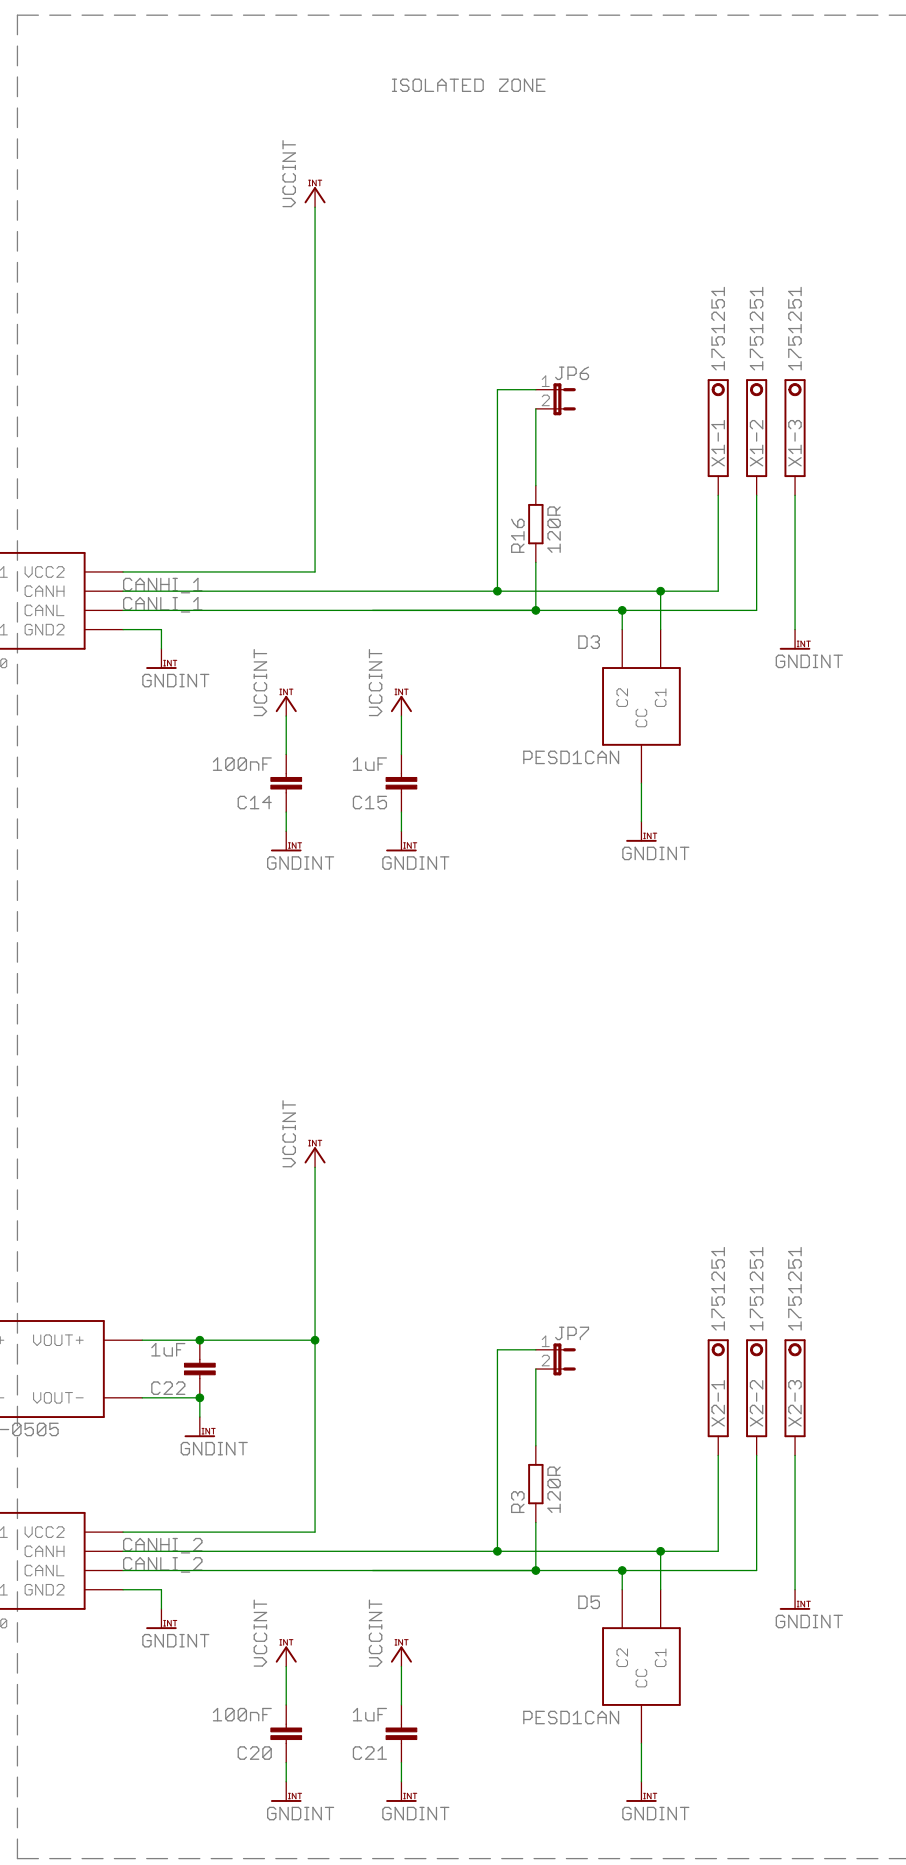 ISOLATED ZONE
VCCINT
INT
1751251
1751251
1751251
JP6
1
2
X1-1
X1-2
X1-3
R16
120R
1
VCC2
CANHI_1
CANH
CANLI_1
CANL
1
GND2
0
INT
GNDINT
D3
INT
GNDINT
VCCINT
INT
VCCINT
INT
C2
CC
C1
100nF
C14
1uF
C15
PESD1CAN
INT
GNDINT
INT
GNDINT
INT
GNDINT
VCCINT
INT
1751251
1751251
1751251
+
VOUT+
1uF
C22
-
VOUT-
-0505
INT
GNDINT
JP7
1
2
X2-1
X2-2
X2-3
R3
120R
1
VCC2
CANHI_2
CANH
CANLI_2
CANL
1
GND2
0
INT
GNDINT
D5
INT
GNDINT
VCCINT
INT
VCCINT
INT
C2
CC
C1
100nF
C20
1uF
C21
PESD1CAN
INT
GNDINT
INT
GNDINT
INT
GNDINT